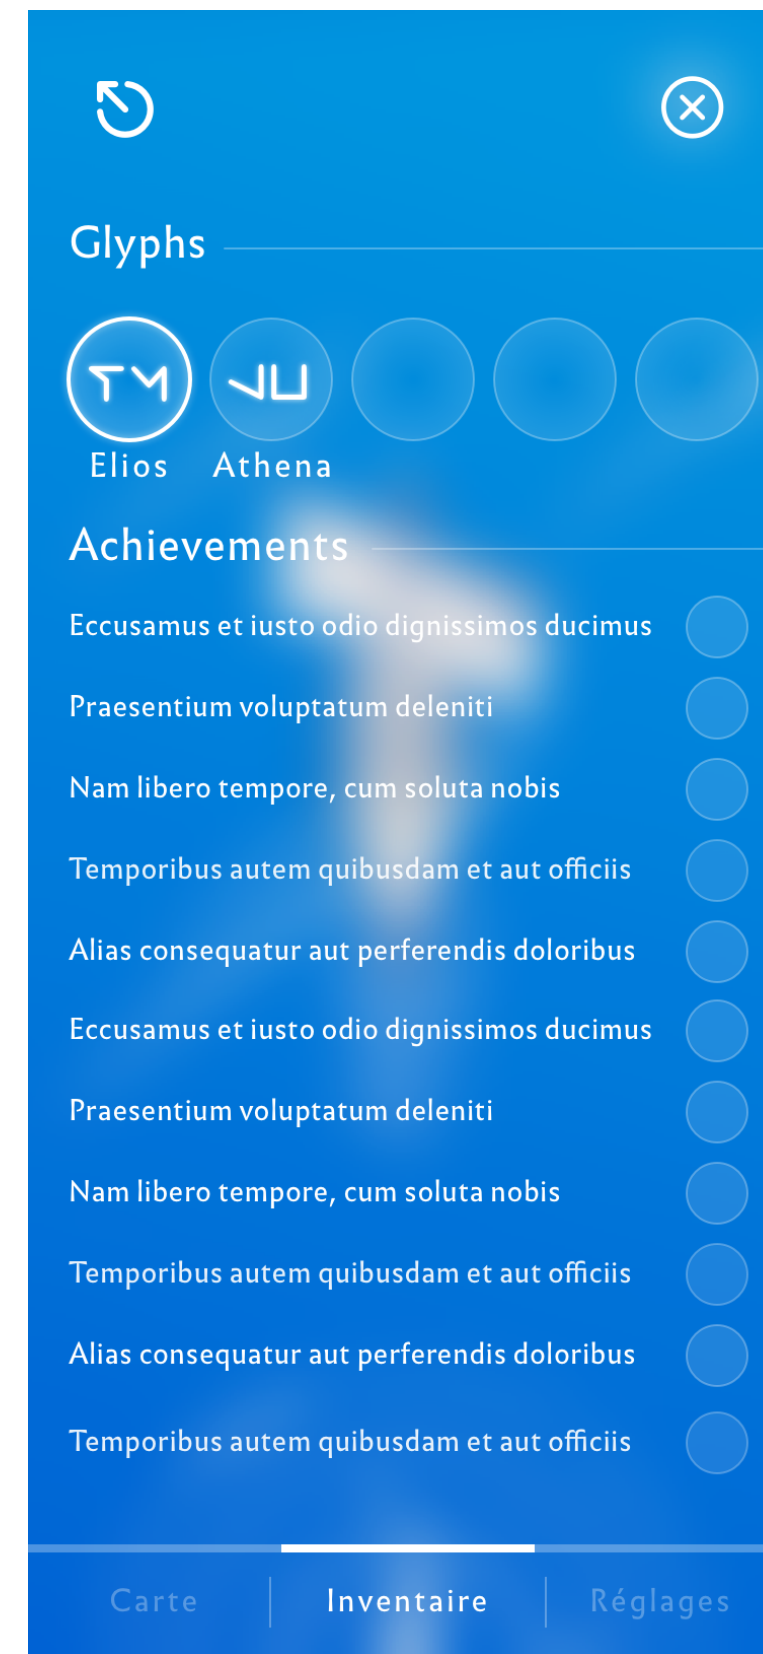 Glyphs
Elios
Athena
Achievements
Eccusamus et iusto odio dignissimos ducimus
Praesentium voluptatum deleniti
Nam libero tempore, cum soluta nobis
Temporibus autem quibusdam et aut officiis
Alias consequatur aut perferendis doloribus
Eccusamus et iusto odio dignissimos ducimus
Praesentium voluptatum deleniti
Nam libero tempore, cum soluta nobis
Temporibus autem quibusdam et aut officiis
Alias consequatur aut perferendis doloribus
Temporibus autem quibusdam et aut officiis
Carte
Inventaire
Réglages